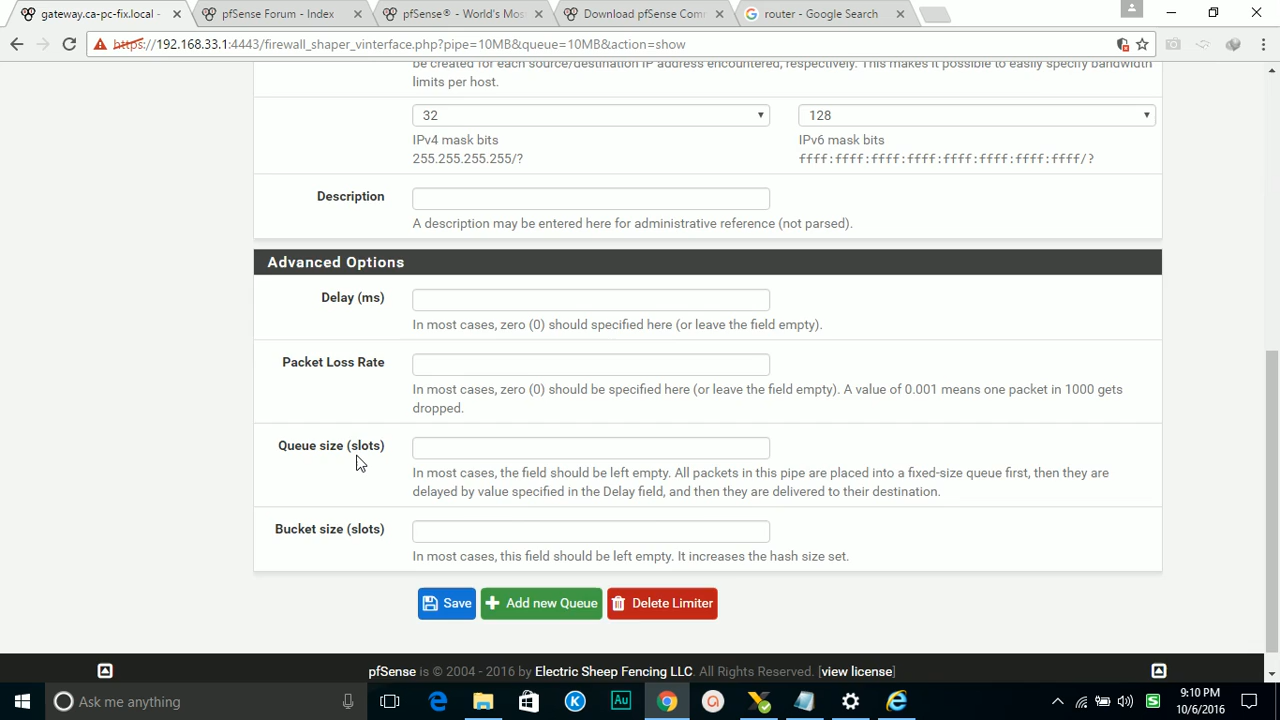 gateway.ca-pc-fix.local -
pfSense Forum - Index
pfSense® - World's Mos
Download pfSense Com
router - Google Search
https://192.168.33.1:4443/firewall_shaper_vinterface.php?pipe=10MB&queue=10MB&action=show
be created for each source/destination IP address encountered, respectively. This makes it possible to easily specify bandwidth
limits per host.
32
128
IPv4 mask bits
255.255.255.255/?
IPv6 mask bits
ffff:ffff:ffff:ffff:ffff:ffff:ffff:ffff/?
Description
A description may be entered here for administrative reference (not parsed).
Advanced Options
Delay (ms)
In most cases, zero (0) should specified here (or leave the field empty).
Packet Loss Rate
In most cases, zero (0) should be specified here (or leave the field empty). A value of 0.001 means one packet in 1000 gets
dropped.
Queue size (slots)
In most cases, the field should be left empty. All packets in this pipe are placed into a fixed-size queue first, then they are
delayed by value specified in the Delay field, and then they are delivered to their destination.
Bucket size (slots)
In most cases, this field should be left empty. It increases the hash size set.
Save
Add new Queue
Delete Limiter
pfSense is © 2004 - 2016 by Electric Sheep Fencing LLC. All Rights Reserved. [view license]
Ask me anything
K
Au
a
S
9:10 PM
10/6/2016